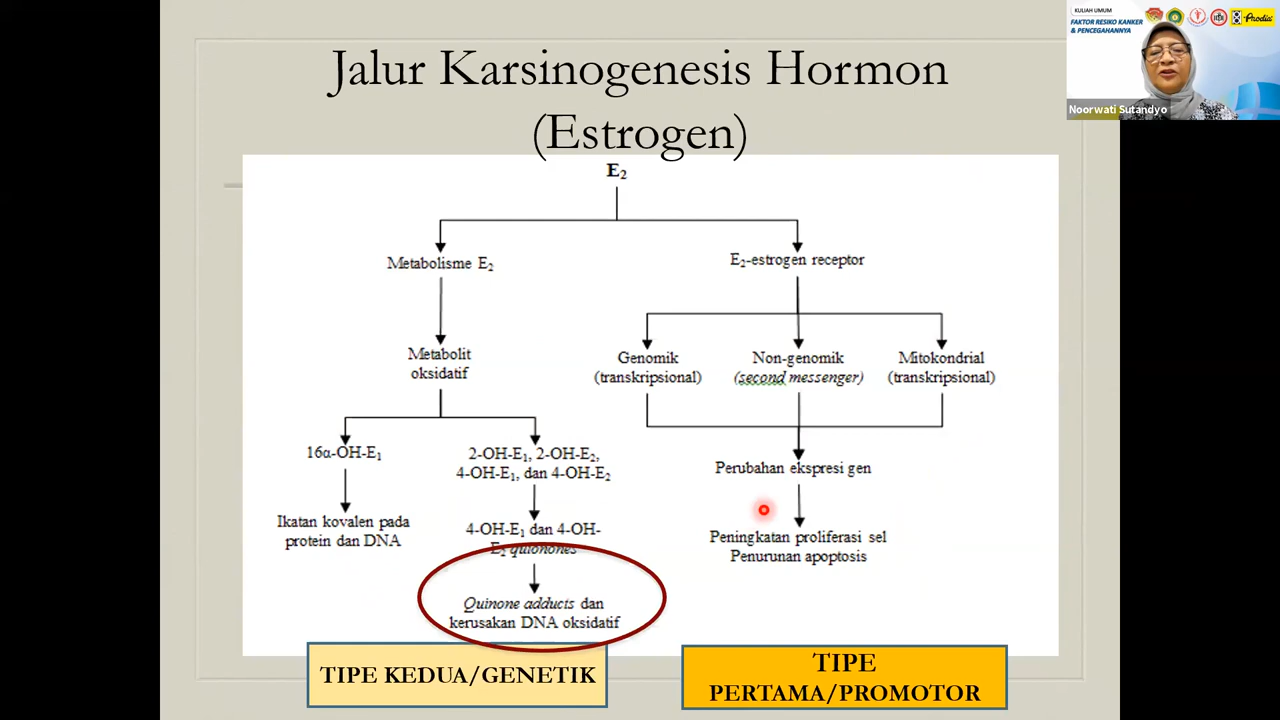 KULIAH UMUM
FAKTOR RESIKO KANKER
& PENCEGAHANNYA
Prodia
Noorwati Sutandyo
Jalur Karsinogenesis Hormon
(Estrogen)
E₂
Metabolisme E₂
E₂-estrogen receptor
Metabolit
oksidatif
Genomik
(transkripsional)
Non-genomik
(second messenger)
Mitokondrial
(transkripsional)
16α-OH-E₁
2-OH-E₁, 2-OH-E₂,
4-OH-E₁, dan 4-OH-E₂
Perubahan ekspresi gen
Ikatan kovalen pada
protein dan DNA
4-OH-E₁ dan 4-OH-
E₂ quionones
Peningkatan proliferasi sel
Penurunan apoptosis
Quinone adducts dan
kerusakan DNA oksidatif
TIPE KEDUA/GENETIK
TIPE
PERTAMA/PROMOTOR